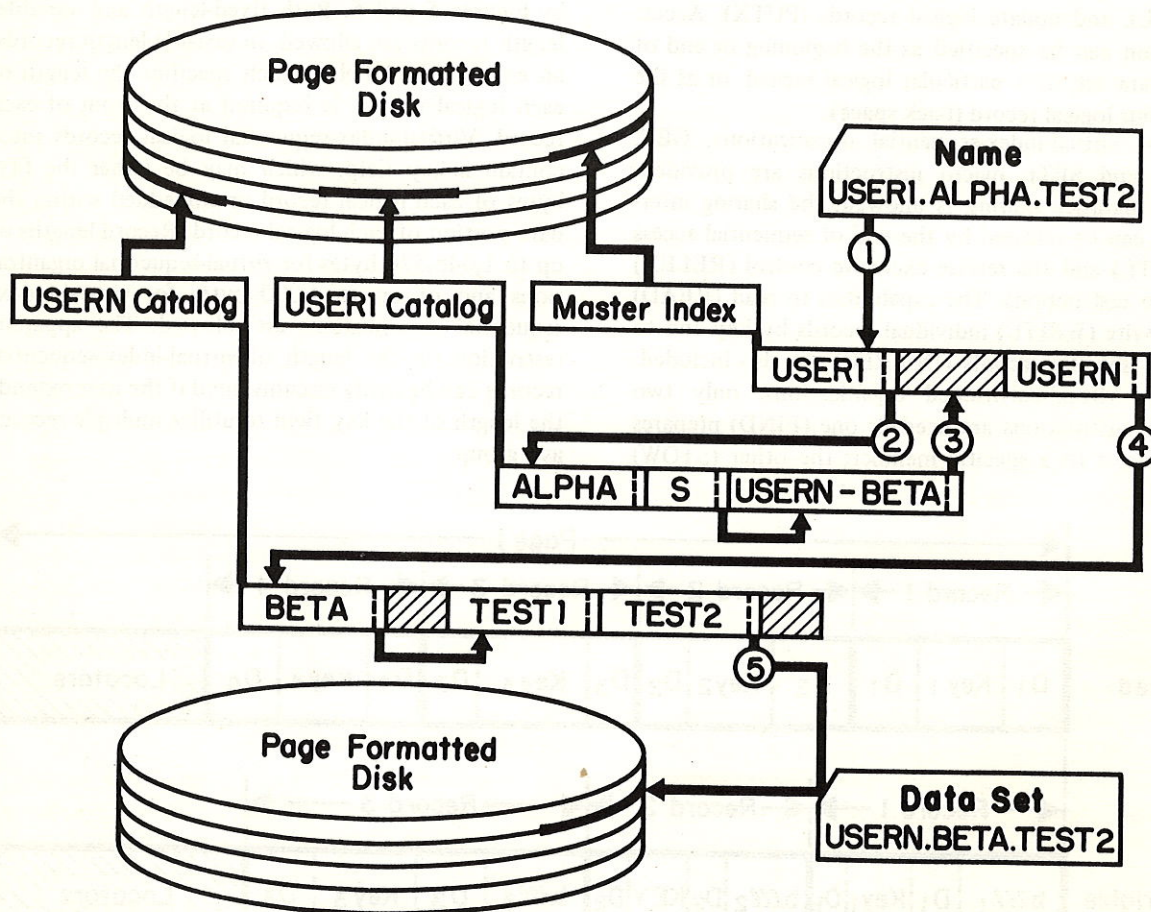 Page Formatted
Disk
Name
USER1.ALPHA.TEST2
1
USERN Catalog
USER1 Catalog
Master Index
USER1
USERN
2
3
4
ALPHA
S
USERN-BETA
BETA
TEST1
TEST2
5
Page Formatted
Disk
Data Set
USERN.BETA.TEST2